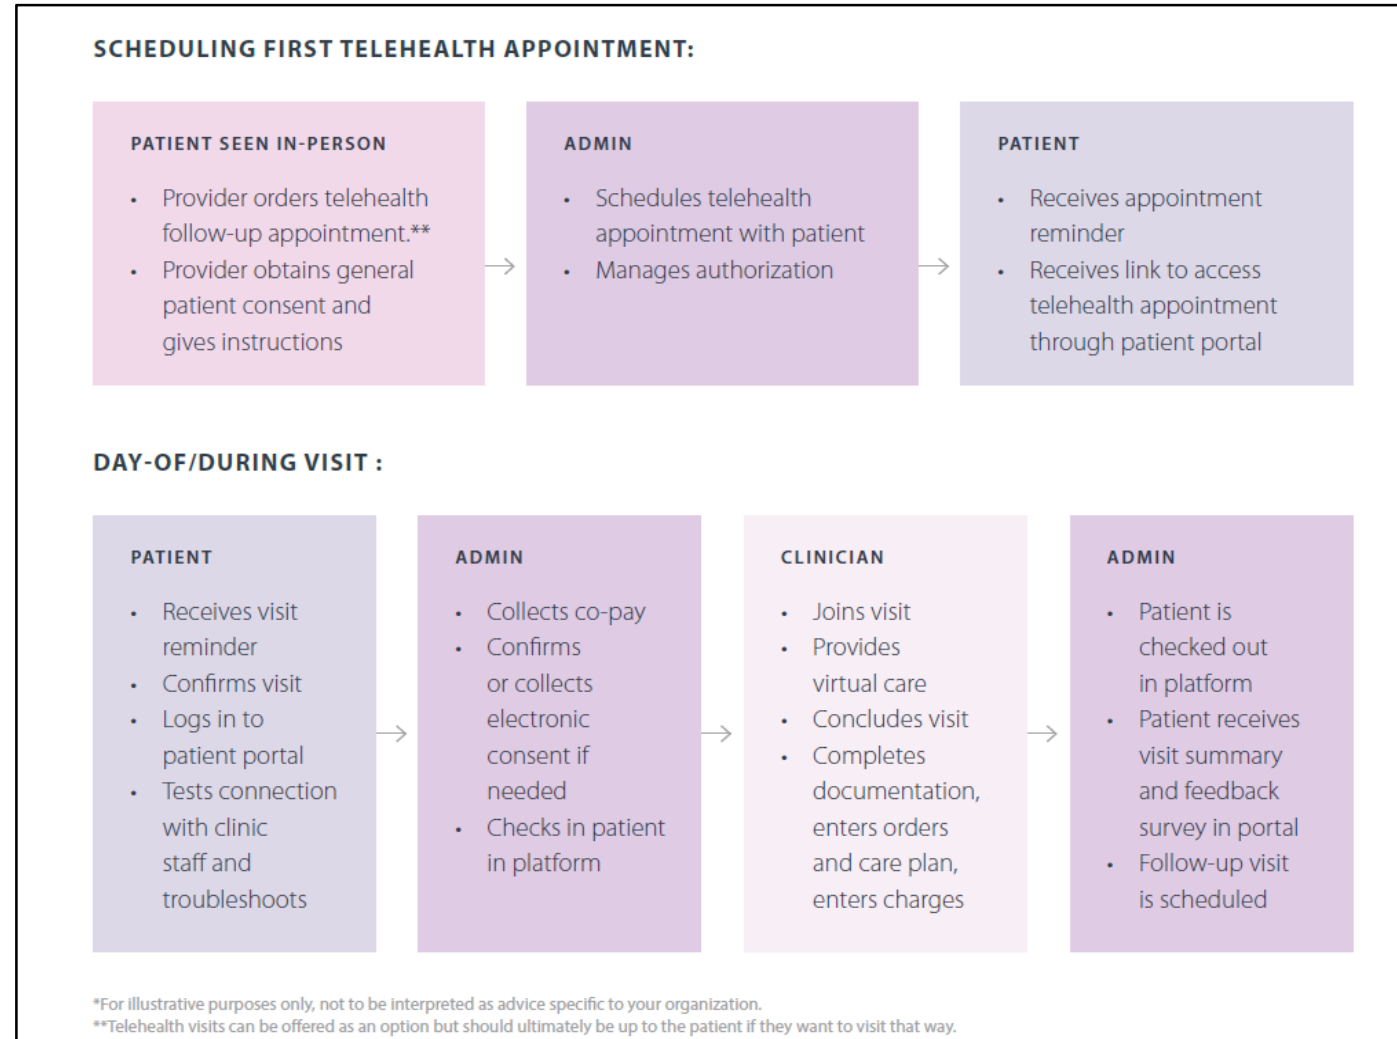 SCHEDULING FIRST TELEHEALTH APPOINTMENT:
PATIENT SEEN IN-PERSON
• Provider orders telehealth
follow-up appointment.**
• Provider obtains general
patient consent and
gives instructions
ADMIN
• Schedules telehealth
appointment with patient
• Manages authorization
PATIENT
• Receives appointment
reminder
• Receives link to access
telehealth appointment
through patient portal
DAY-OF/DURING VISIT :
PATIENT
• Receives visit
reminder
• Confirms visit
• Logs in to
patient portal
• Tests connection
with clinic
staff and
troubleshoots
ADMIN
• Collects co-pay
• Confirms
or collects
electronic
consent if
needed
• Checks in patient
in platform
CLINICIAN
• Joins visit
• Provides
virtual care
• Concludes visit
• Completes
documentation,
enters orders
and care plan,
enters charges
ADMIN
• Patient is
checked out
in platform
• Patient receives
visit summary
and feedback
survey in portal
• Follow-up visit
is scheduled
*For illustrative purposes only, not to be interpreted as advice specific to your organization.
**Telehealth visits can be offered as an option but should ultimately be up to the patient if they want to visit that way.